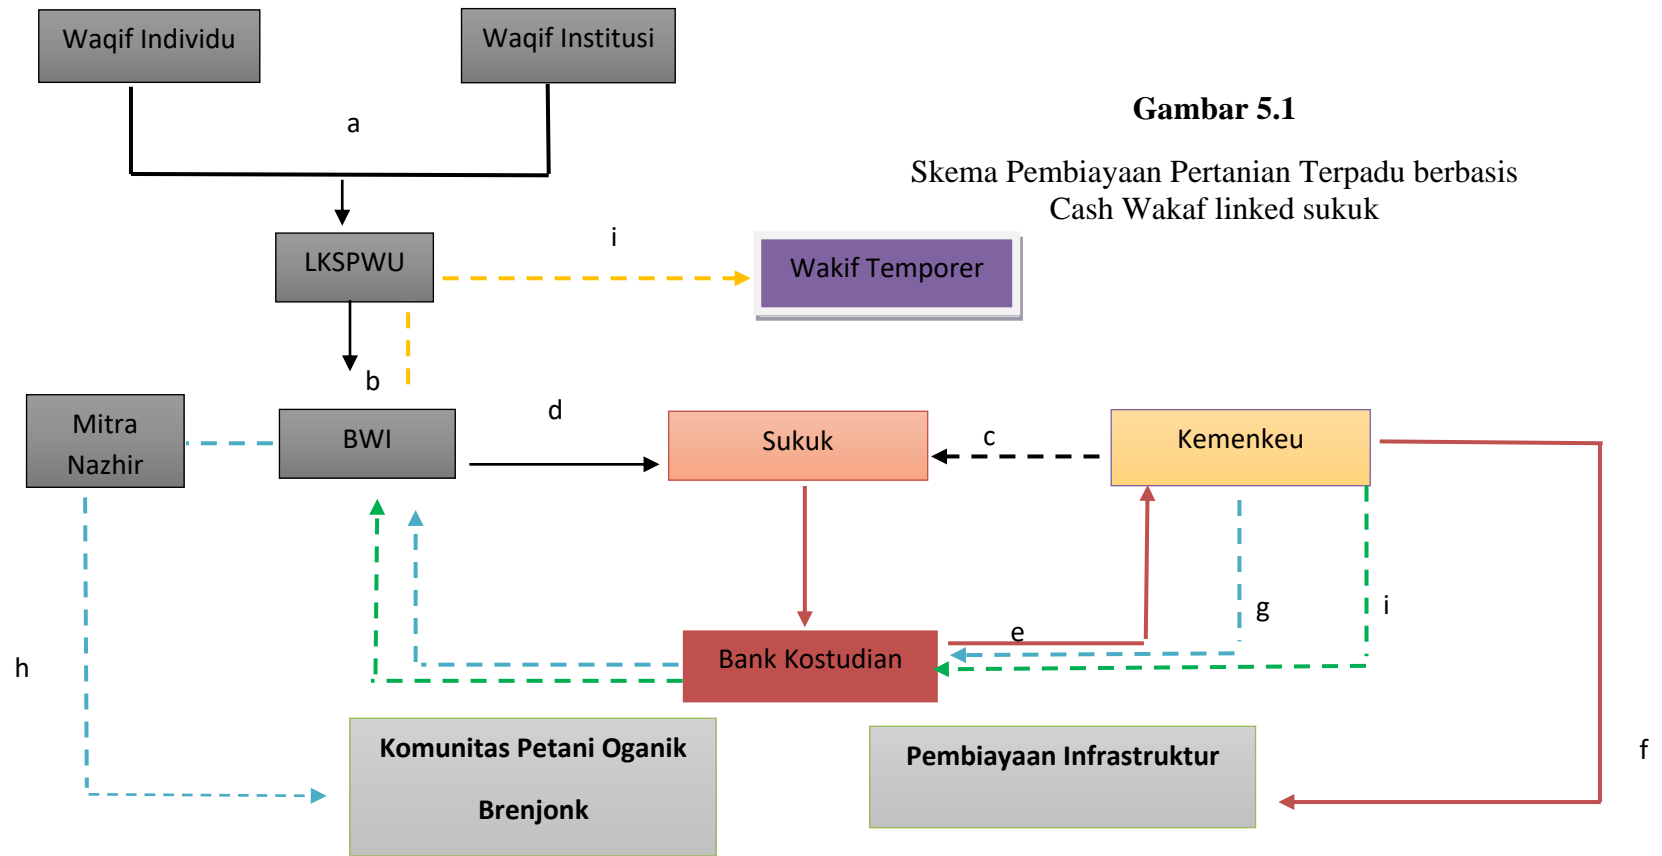 Waqif Individu
Waqif Institusi
a
Gambar 5.1
Skema Pembiayaan Pertanian Terpadu berbasis
Cash Wakaf linked sukuk
LKSPWU
i
Wakif Temporer
b
Mitra
Nazhir
BWI
d
Sukuk
c
Kemenkeu
g
i
e
Bank Kostudian
h
Komunitas Petani Oganik
Brenjonk
Pembiayaan Infrastruktur
f